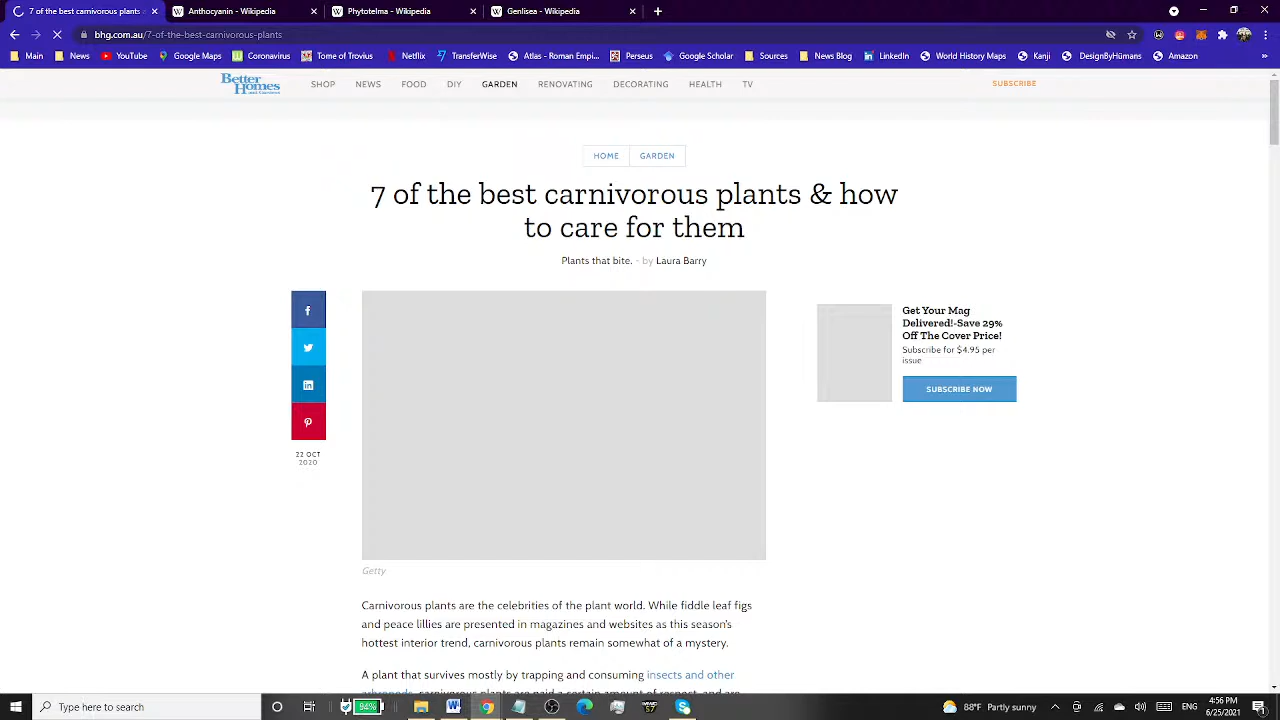 7 of the best carnivorous plants
Anthocyanin - Wikipedia
Phytotelma - Wikipedia
Genlisea - Wikipedia
bhg.com.au/7-of-the-best-carnivorous-plants
Main
News
YouTube
Google Maps
Coronavirus
Tome of Trovius
Netflix
TransferWise
Atlas - Roman Empi...
Perseus
Google Scholar
Sources
News Blog
LinkedIn
World History Maps
Kanji
DesignByHumans
Amazon
Better
Homes
SHOP
NEWS
FOOD
DIY
GARDEN
RENOVATING
DECORATING
HEALTH
TV
SUBSCRIBE
HOME
GARDEN
7 of the best carnivorous plants & how
to care for them
Plants that bite. - by Laura Barry
22 OCT
2020
Getty
Get Your Mag
Delivered!-Save 29%
Off The Cover Price!
Subscribe for $4.95 per
issue
SUBSCRIBE NOW
Carnivorous plants are the celebrities of the plant world. While fiddle leaf figs
and peace lillies are presented in magazines and websites as this season's
hottest interior trend, carnivorous plants remain somewhat of a mystery.
A plant that survives mostly by trapping and consuming insects and other
Type here to search
94%
88°F Partly sunny
ENG
4:56 PM
6/25/2021